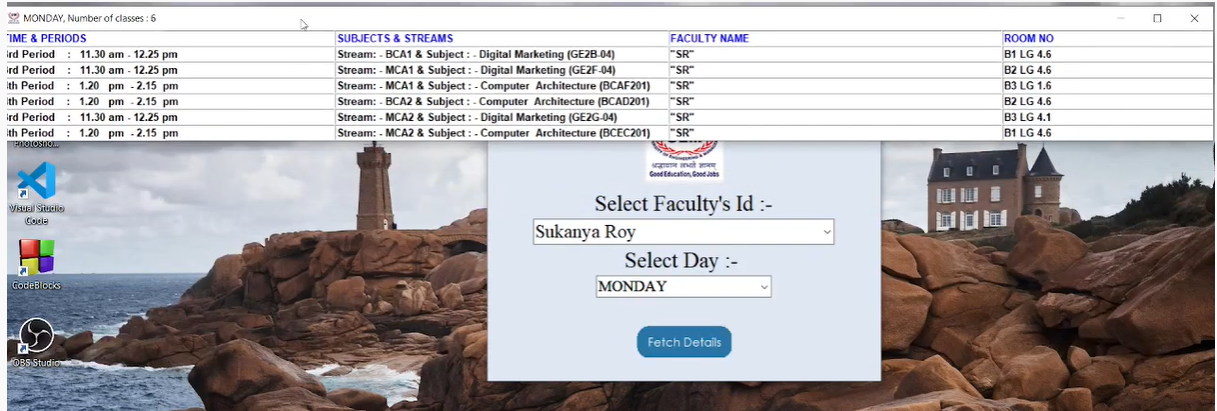 MONDAY, Number of classes : 6
TIME & PERIODS SUBJECTS & STREAMS FACULTY NAME ROOM NO
3rd Period : 11.30 am - 12.25 pm Stream: - BCA1 & Subject : - Digital Marketing (GE2B-04) "SR" B1 LG 4.6
3rd Period : 11.30 am - 12.25 pm Stream: - MCA1 & Subject : - Digital Marketing (GE2F-04) "SR" B2 LG 4.6
th Period : 1.20 pm - 2.15 pm Stream: - MCA1 & Subject : - Computer Architecture (BCAF201) "SR" B3 LG 1.6
th Period : 1.20 pm - 2.15 pm Stream: - BCA2 & Subject : - Computer Architecture (BCAD201) "SR" B2 LG 4.6
3rd Period : 11.30 am - 12.25 pm Stream: - MCA2 & Subject : - Digital Marketing (GE2G-04) "SR" B3 LG 4.1
th Period : 1.20 pm - 2.15 pm Stream: - MCA2 & Subject : - Computer Architecture (BCEC201) "SR" B1 LG 4.6
Photosho...
Good Education, Good Jobs
Visual Studio
Code
Select Faculty's Id :-
Sukanya Roy
Select Day :-
MONDAY
CodeBlocks
Fetch Details
OBS Studio